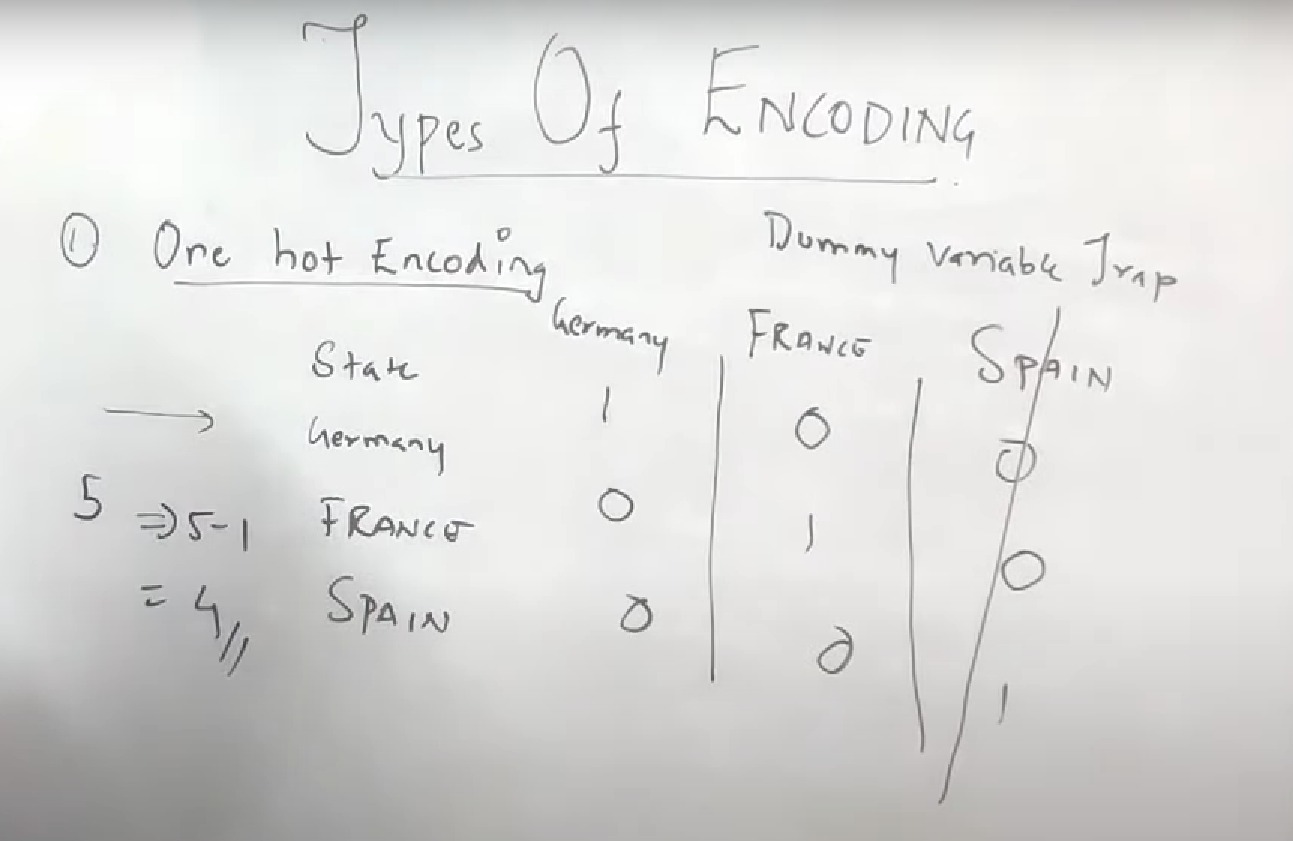 Types Of ENCODING
① One hot Encoding
Dummy Variable Trap
State Germany FRANCE SPAIN
→ Germany 1 0 0
5 ⇒ 5-1 FRANCE 0 1 0
= 4 SPAIN 0 0 1